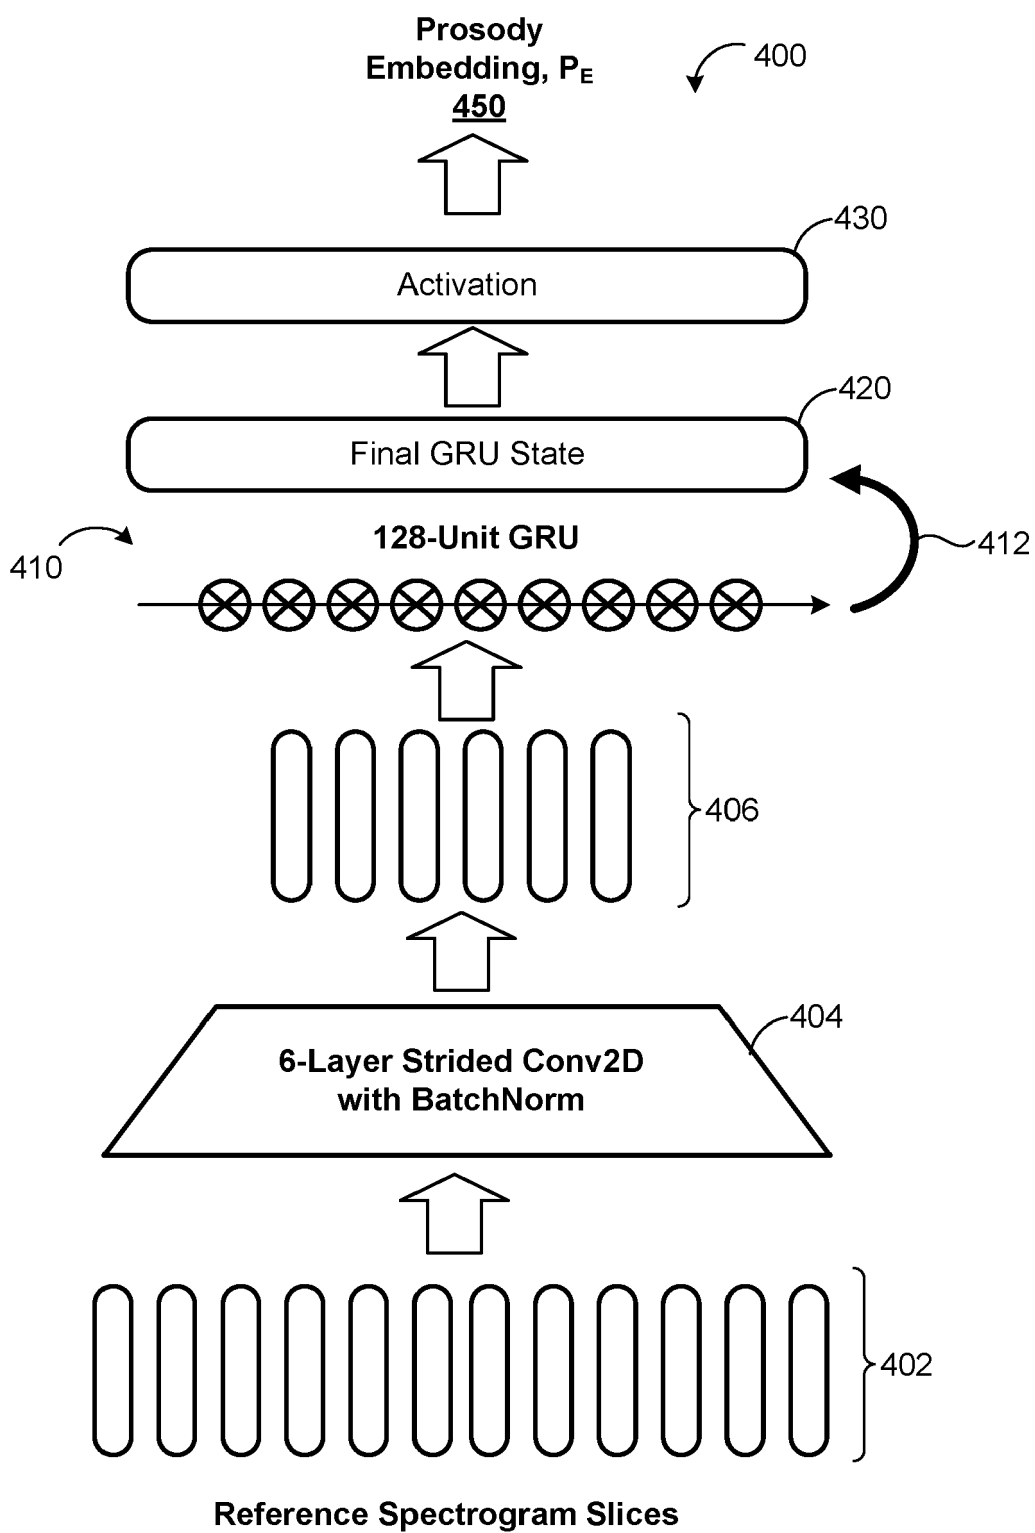 Prosody
Embedding, PE
450
400
430
Activation
420
Final GRU State
128-Unit GRU
410
412
406
404
6-Layer Strided Conv2D
with BatchNorm
402
Reference Spectrogram Slices